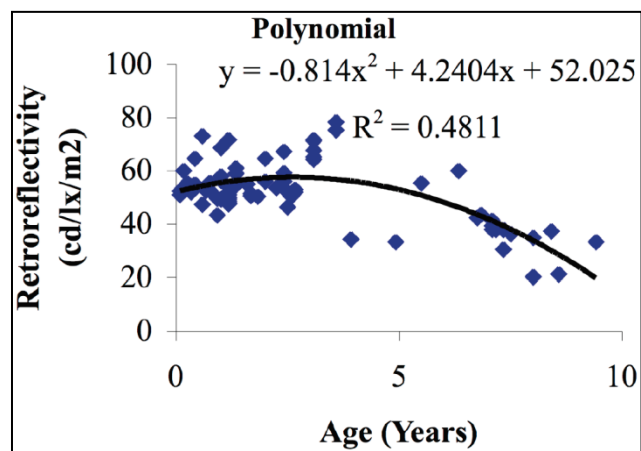 Polynomial
y = -0.814x² + 4.2404x + 52.025
R² = 0.4811
Retroreflectivity
(cd/lx/m2)
100
80
60
40
20
0
0 5 10
Age (Years)